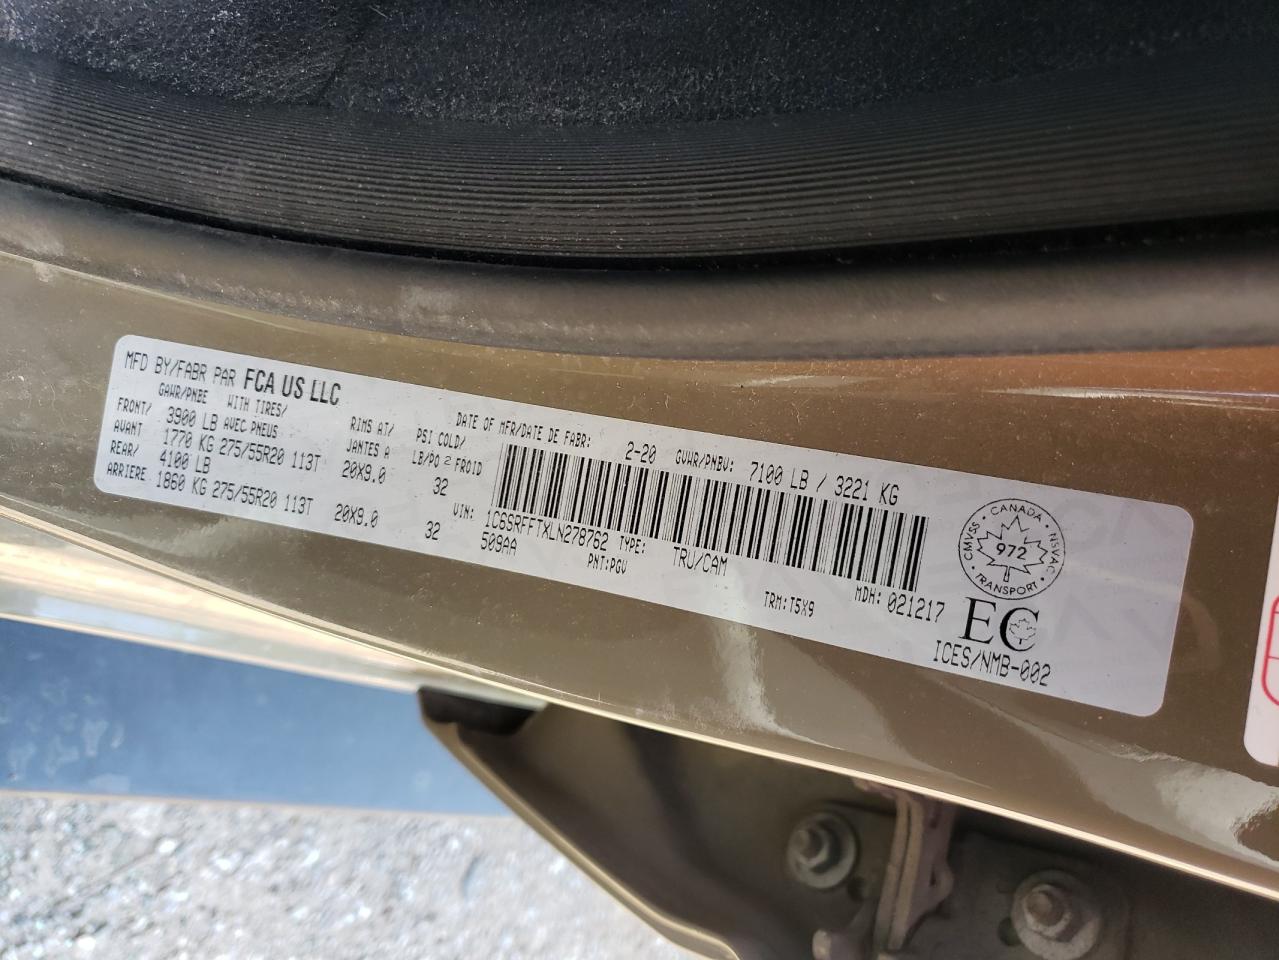 MFD BY/FABR PAR FCA US LLC
DATE OF MFR/DATE DE FABR: 2-20 GVWR/PNBV: 7100 LB / 3221 KG
GAWR/PNBE WITH TIRES/ RIMS AT/ PSI COLD/
AVEC PNEUS JANTES A LB/PO² FROID
FRONT/ 3900 LB
AVANT 1770 KG 275/55R20 113T 20X9.0 32
REAR/ 4100 LB
ARRIERE 1860 KG 275/55R20 113T 20X9.0 32
VIN: 1C6SRFFTXLN278762 TYPE: TRU/CAM MDH: 021217
509AA PNT:PGV TRM:T5X9
CMVSS · CANADA · NSVAC
972
TRANSPORT
EC
ICES/NMB-002